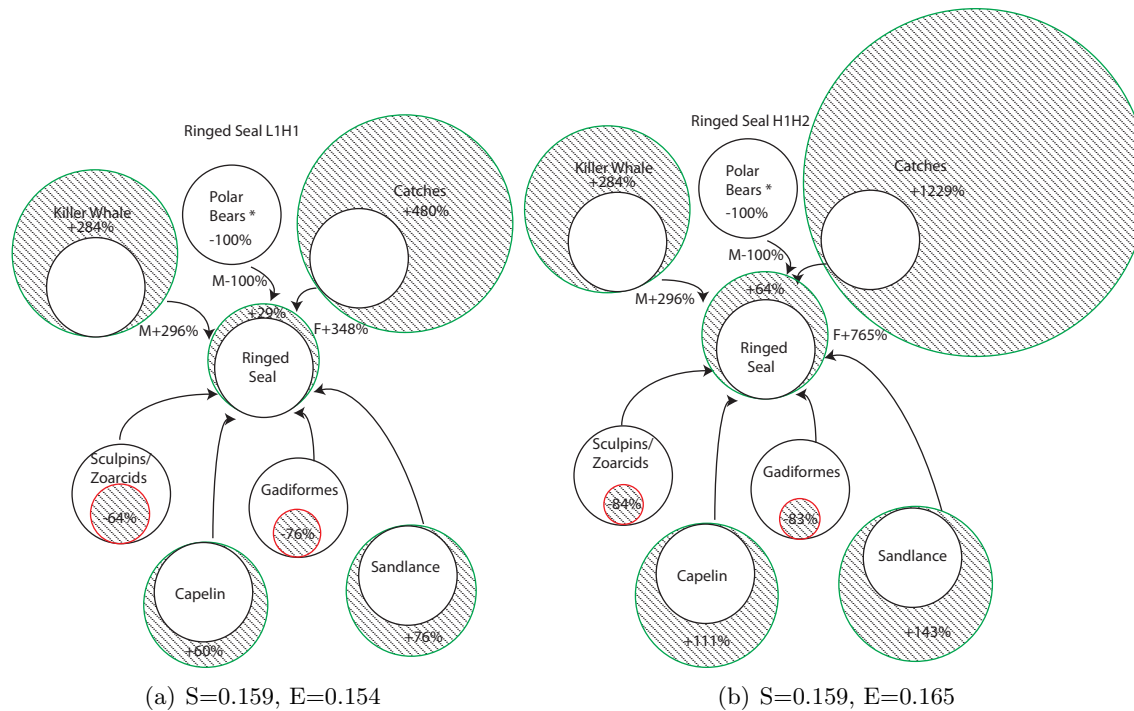 Ringed Seal L1H1
Killer Whale
+284%
Polar
Bears *
-100%
Catches
+480%
M-100%
M+296%
+29%
F+348%
Ringed
Seal
Sculpins/
Zoarcids
-64%
Gadiformes
-76%
Capelin
+60%
Sandlance
+76%
(a) S=0.159, E=0.154
Ringed Seal H1H2
Killer Whale
+284%
Polar
Bears *
-100%
Catches
+1229%
M-100%
M+296%
+64%
F+765%
Ringed
Seal
Sculpins/
Zoarcids
-84%
Gadiformes
-83%
Capelin
+111%
Sandlance
+143%
(b) S=0.159, E=0.165